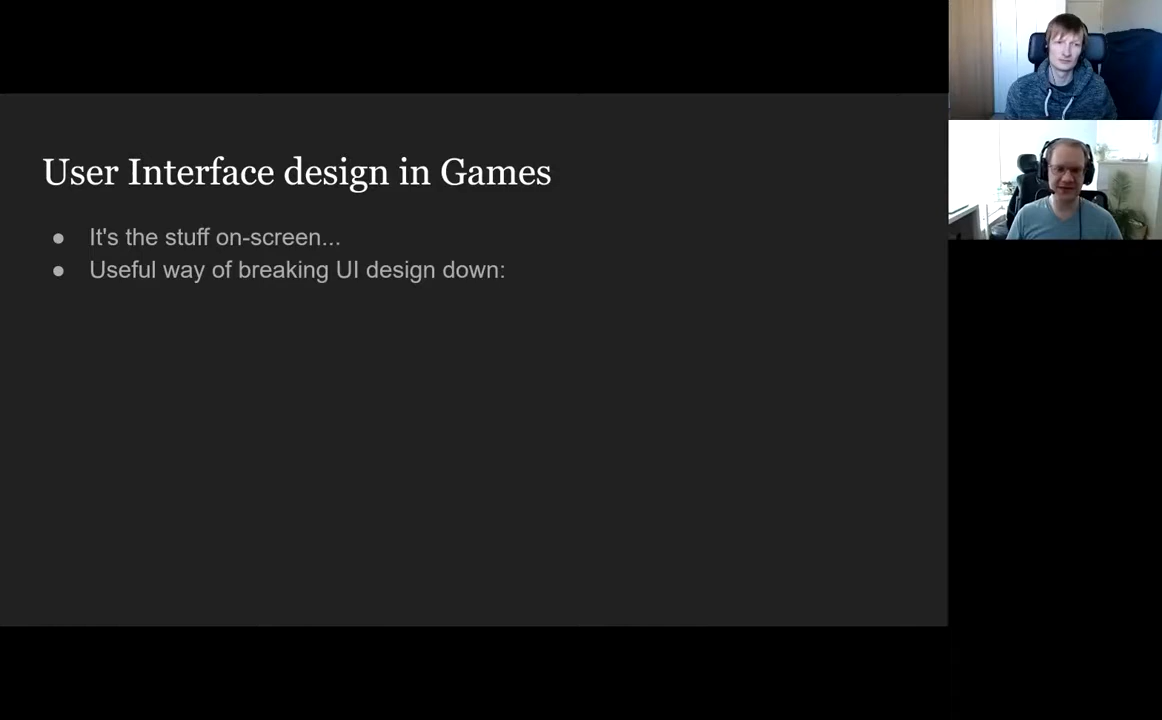 User Interface design in Games
● It's the stuff on-screen...
● Useful way of breaking UI design down: